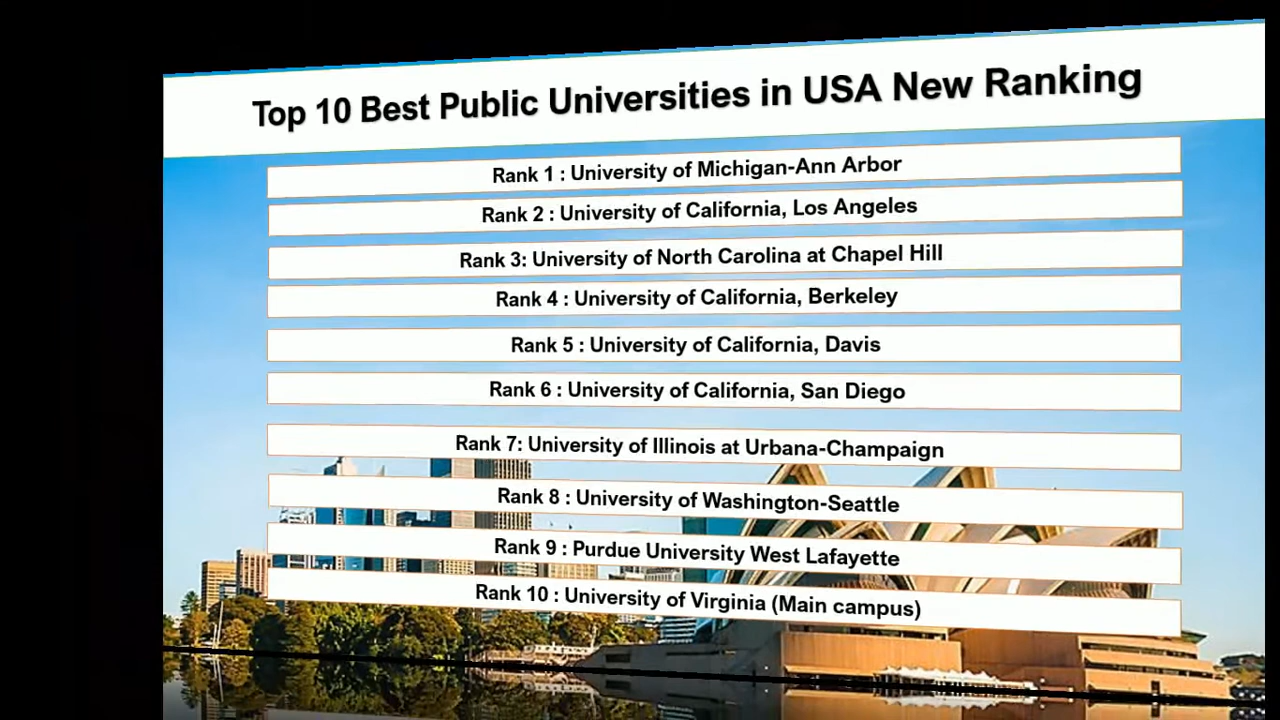 Top 10 Best Public Universities in USA New Ranking
Rank 1 : University of Michigan-Ann Arbor
Rank 2 : University of California, Los Angeles
Rank 3: University of North Carolina at Chapel Hill
Rank 4 : University of California, Berkeley
Rank 5 : University of California, Davis
Rank 6 : University of California, San Diego
Rank 7: University of Illinois at Urbana-Champaign
Rank 8 : University of Washington-Seattle
Rank 9 : Purdue University West Lafayette
Rank 10 : University of Virginia (Main campus)